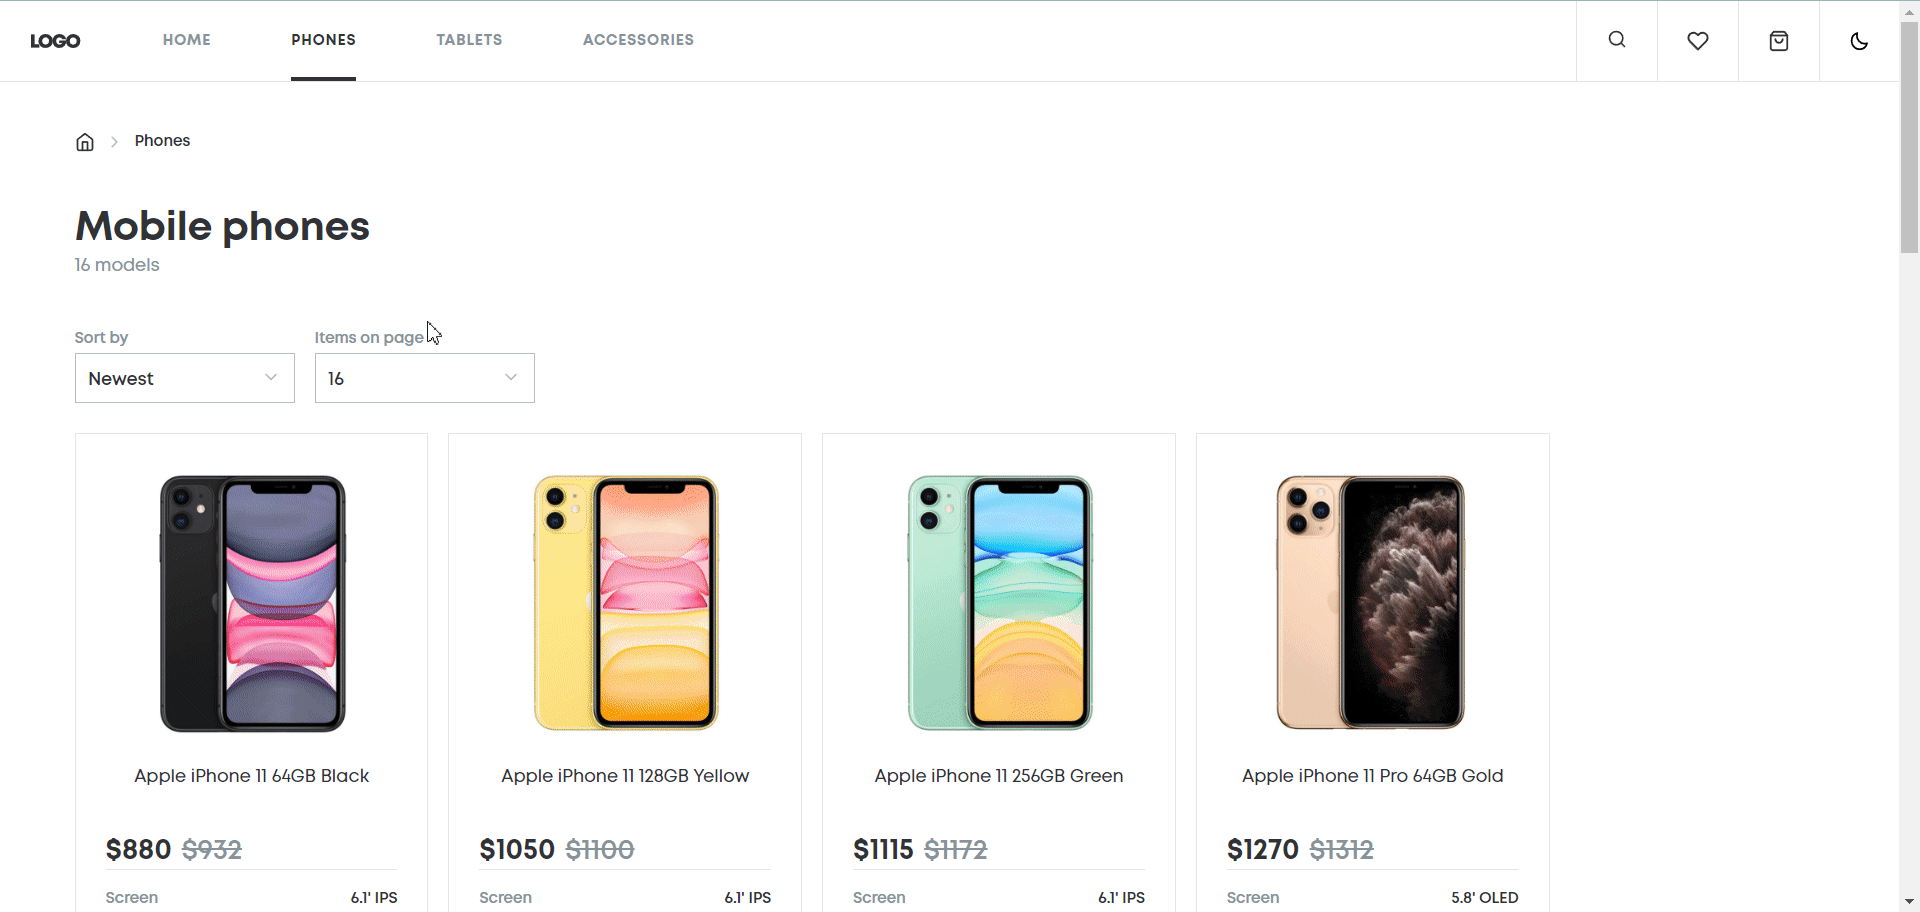 LOGO HOME PHONES TABLETS ACCESSORIES
Phones
Mobile phones
16 models
Sort by Items on page
Newest 16
Apple iPhone 11 64GB Black Apple iPhone 11 128GB Yellow Apple iPhone 11 256GB Green Apple iPhone 11 Pro 64GB Gold
$880 $932 $1050 $1100 $1115 $1172 $1270 $1312
Screen 6.1' IPS Screen 6.1' IPS Screen 6.1' IPS Screen 5.8' OLED